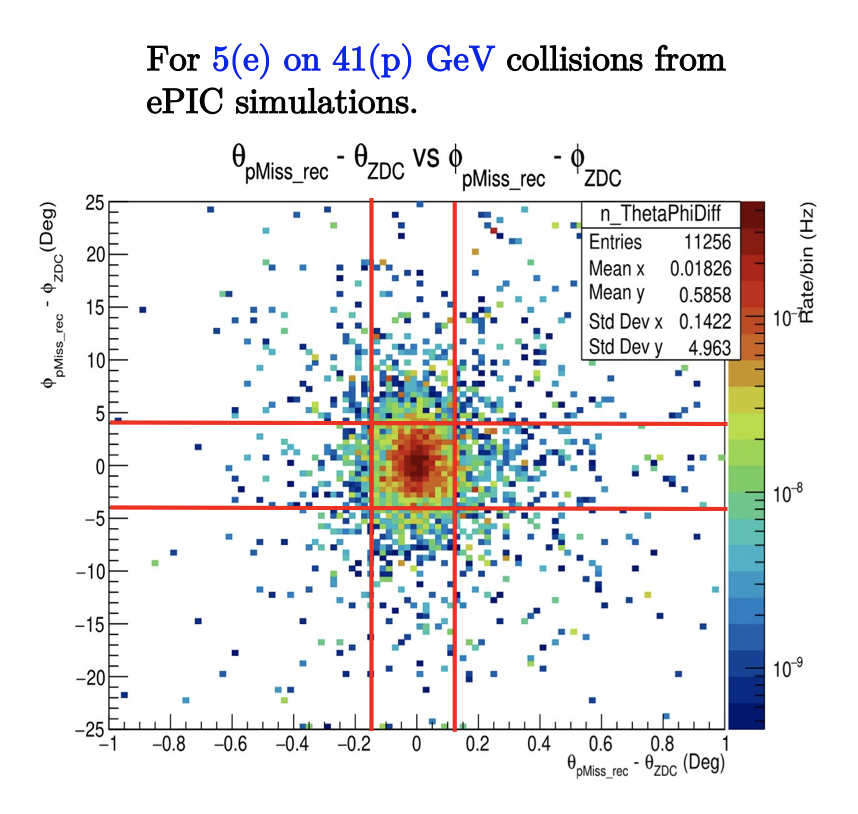 For 5(e) on 41(p) GeV collisions from
ePIC simulations.
θpMiss_rec - θZDC vs ϕpMiss_rec - ϕZDC
ϕpMiss_rec - ϕZDC(Deg)
25
20
15
10
5
0
−5
−10
−15
−20
−25
n_ThetaPhiDiff
Entries 11256
Mean x 0.01826
Mean y 0.5858
Std Dev x 0.1422
Std Dev y 4.963
Rate/bin (Hz)
10-7
10−8
10−9
−1 −0.8 −0.6 −0.4 −0.2 0 0.2 0.4 0.6 0.8 1
θpMiss_rec - θZDC (Deg)